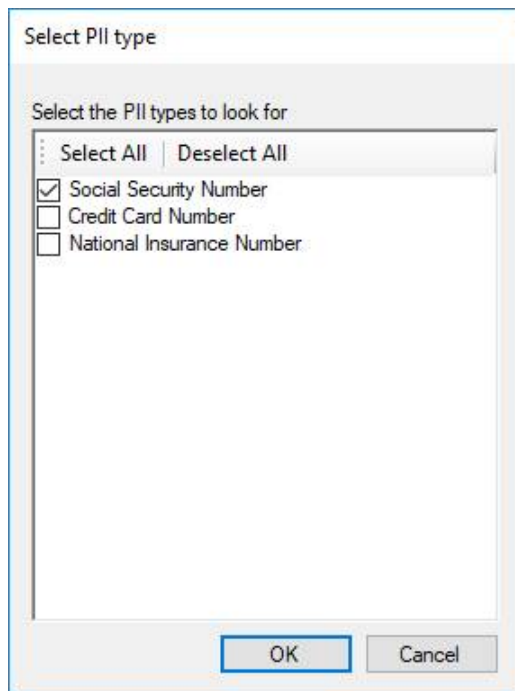 Select PII type
Select the PII types to look for
Select All Deselect All
Social Security Number
Credit Card Number
National Insurance Number
OK Cancel